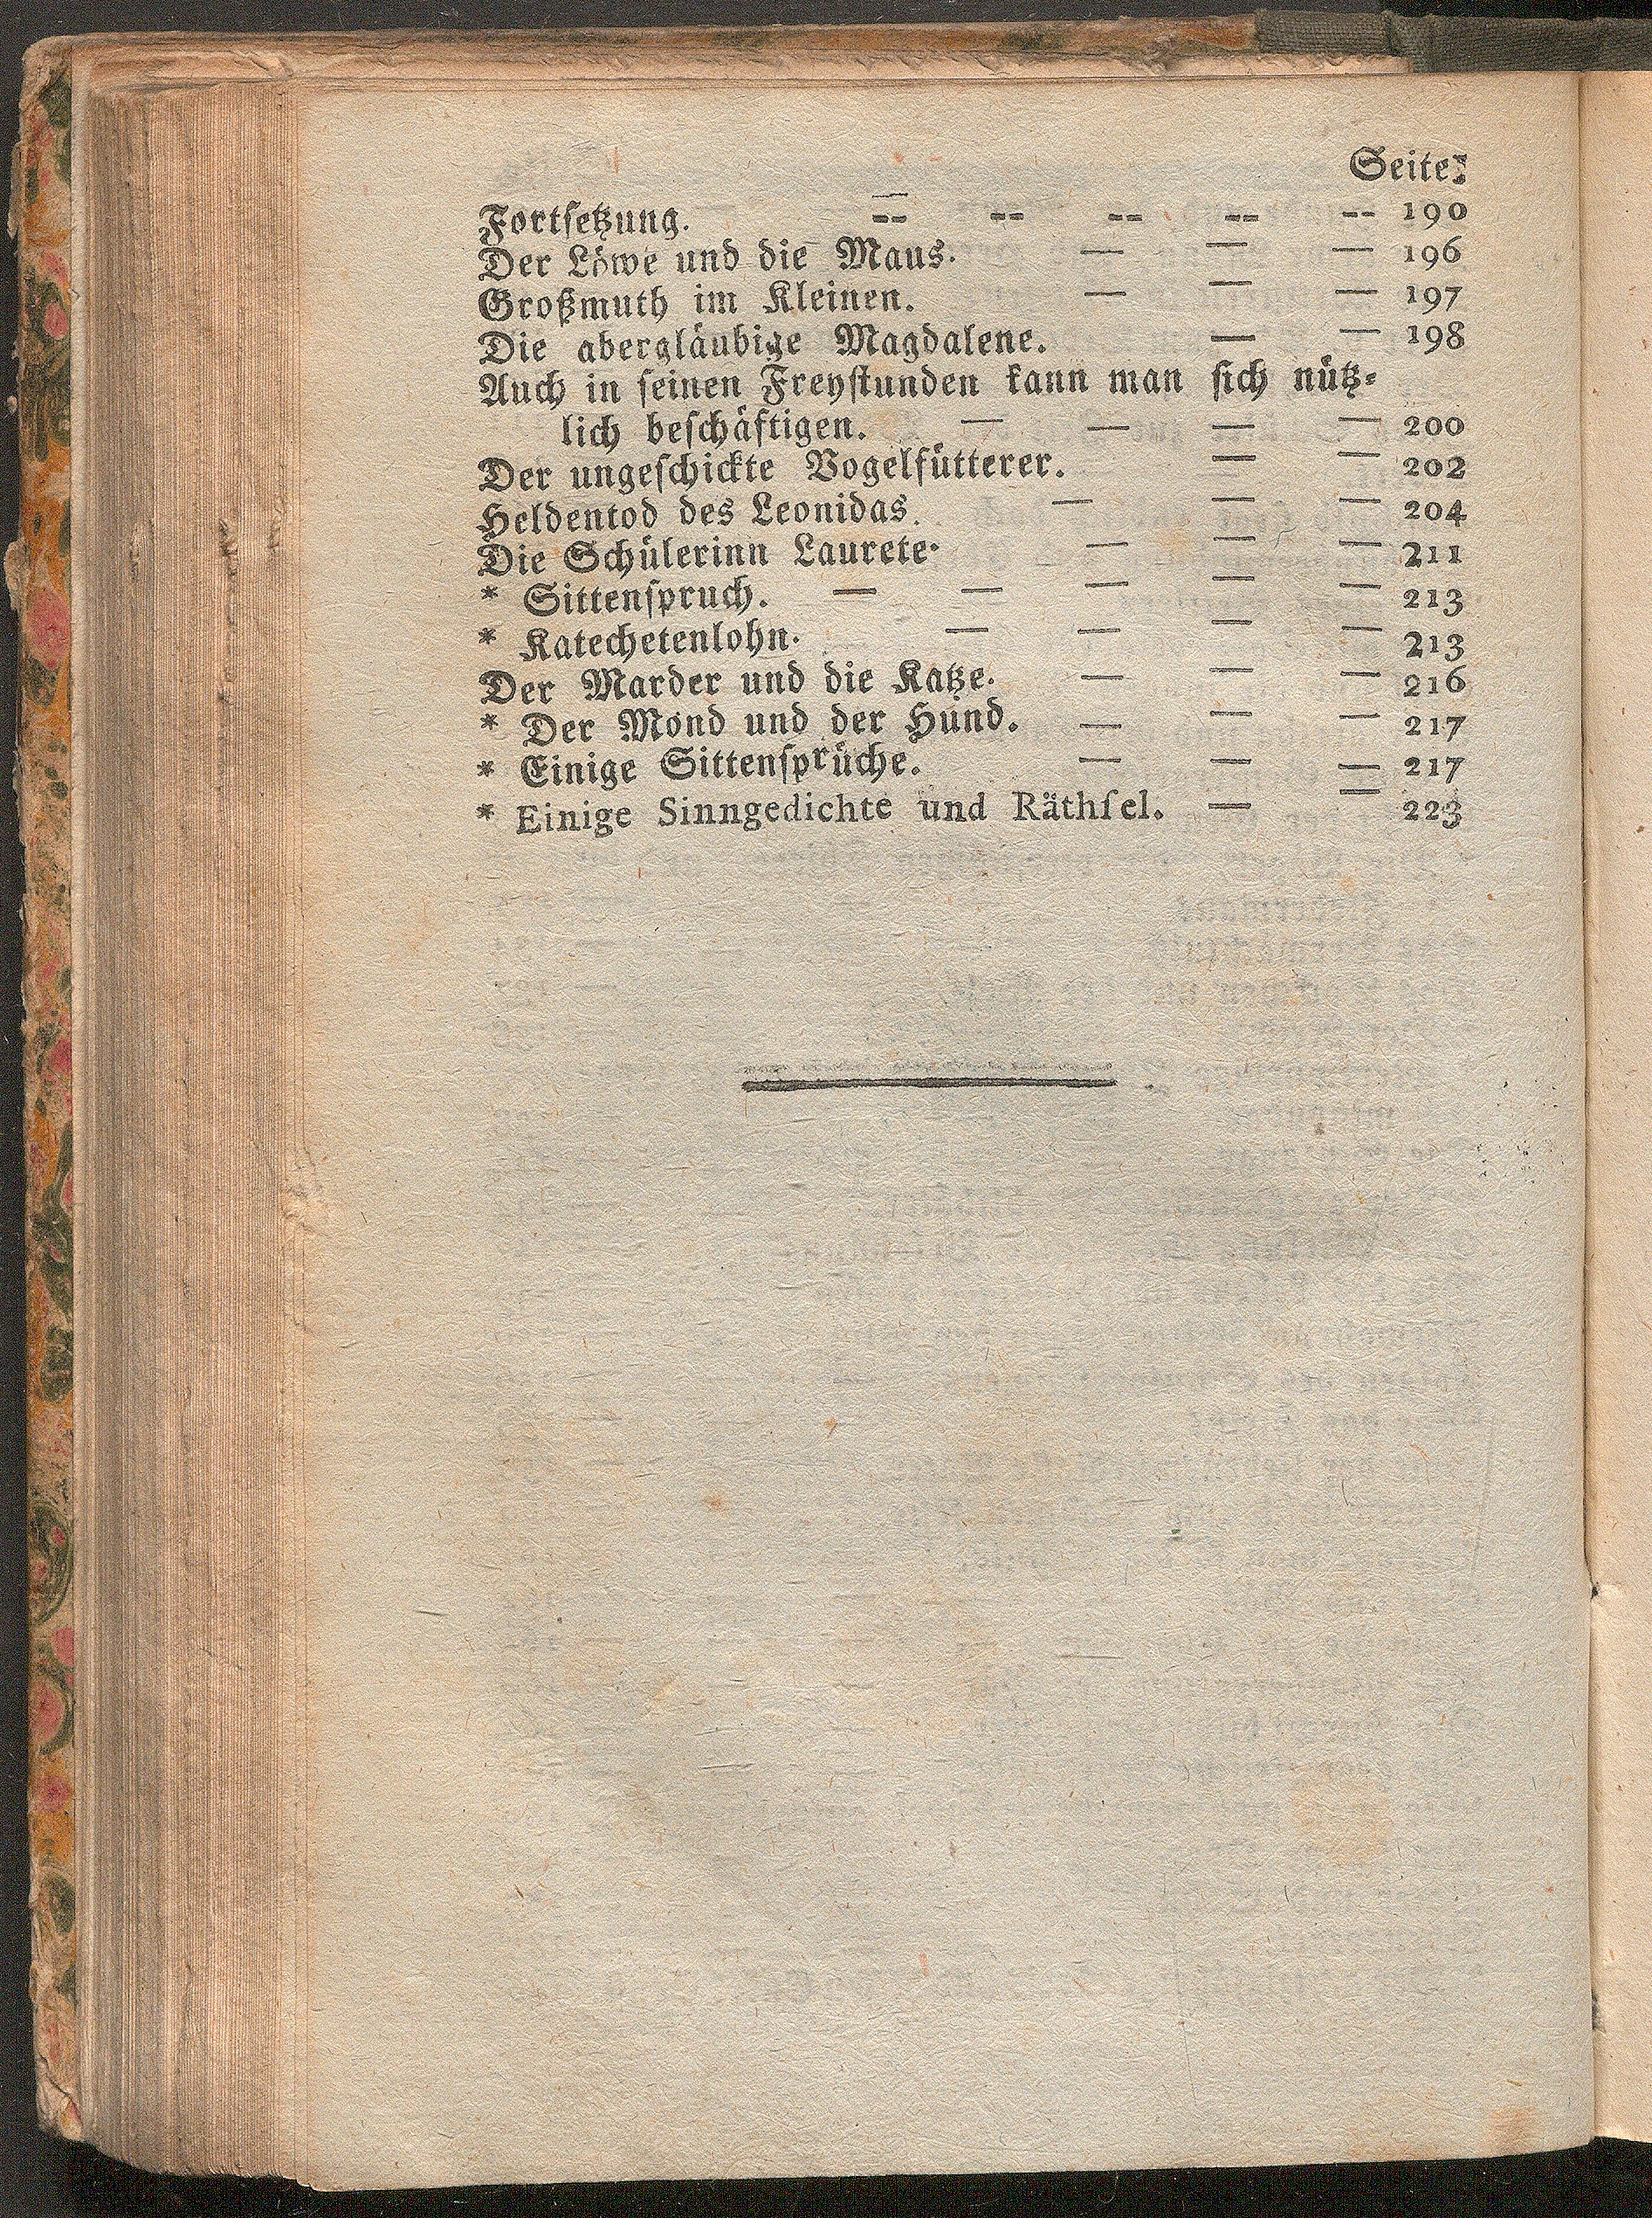 Seite.
Fortsetzung. -- -- -- -- -- 190
Der Löwe und die Maus. — — — 196
Großmuth im Kleinen. — — — 197
Die abergläubige Magdalene. — — 198
Auch in seinen Freystunden kann man sich nütz-
lich beschäftigen. — — — — 200
Der ungeschickte Vogelfütterer. — — 202
Heldentod des Leonidas. — — — 204
Die Schülerinn Laurete. — — — 211
* Sittenspruch. — — — — — 213
* Katechetenlohn. — — — — 213
Der Marder und die Katze. — — — 216
* Der Mond und der Hund. — — — 217
* Einige Sittensprüche. — — — 217
* Einige Sinngedichte und Räthsel. — — 223